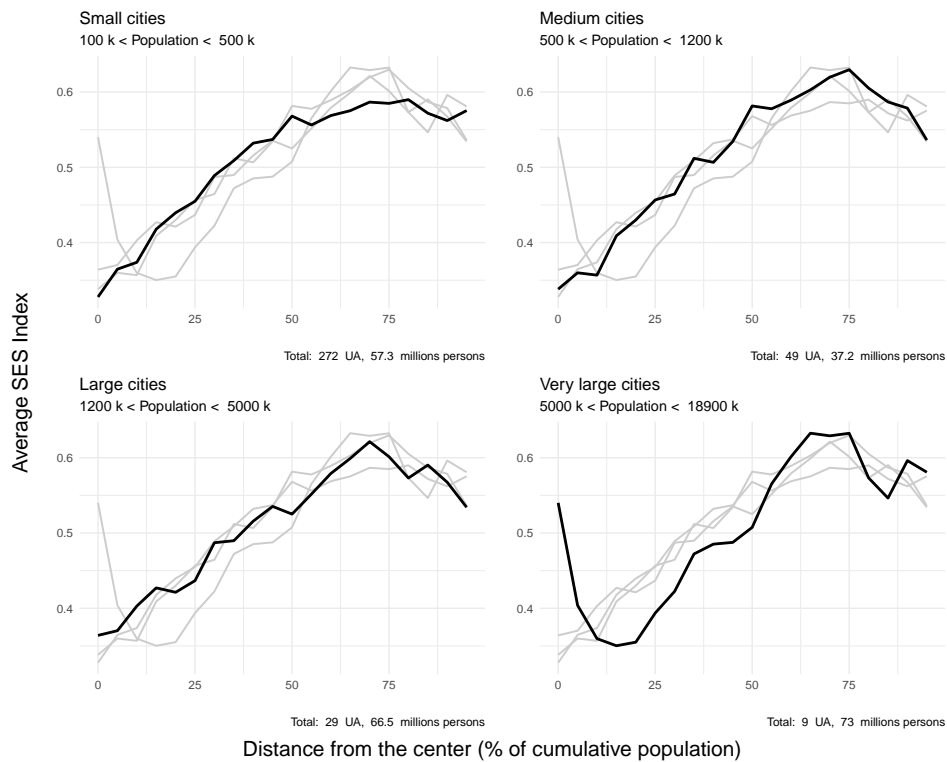 Small cities
100 k < Population < 500 k
0.6
0.5
0.4
0
25
50
75
Total: 272 UA, 57.3 millions persons
Medium cities
500 k < Population < 1200 k
0.6
0.5
0.4
0
25
50
75
Total: 49 UA, 37.2 millions persons
Average SES Index
Large cities
1200 k < Population < 5000 k
0.6
0.5
0.4
0
25
50
75
Total: 29 UA, 66.5 millions persons
Very large cities
5000 k < Population < 18900 k
0.6
0.5
0.4
0
25
50
75
Total: 9 UA, 73 millions persons
Distance from the center (% of cumulative population)